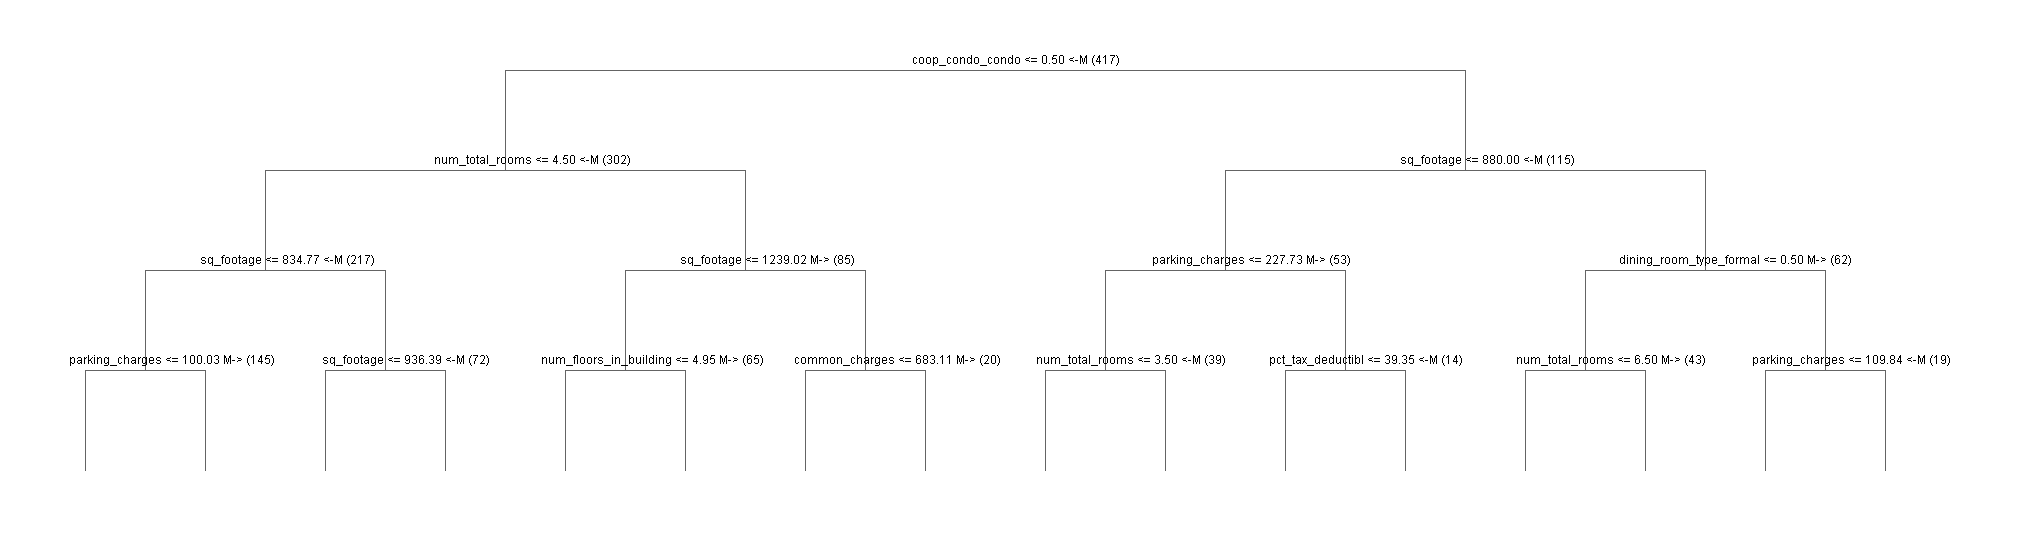 coop_condo_condo <= 0.50 <-M (417)
num_total_rooms <= 4.50 <-M (302)
sq_footage <= 880.00 <-M (115)
sq_footage <= 834.77 <-M (217)
sq_footage <= 1239.02 M-> (85)
parking_charges <= 227.73 M-> (53)
dining_room_type_formal <= 0.50 M-> (62)
parking_charges <= 100.03 M-> (145)
sq_footage <= 936.39 <-M (72)
num_floors_in_building <= 4.95 M-> (65)
common_charges <= 683.11 M-> (20)
num_total_rooms <= 3.50 <-M (39)
pct_tax_deductibl <= 39.35 <-M (14)
num_total_rooms <= 6.50 M-> (43)
parking_charges <= 109.84 <-M (19)